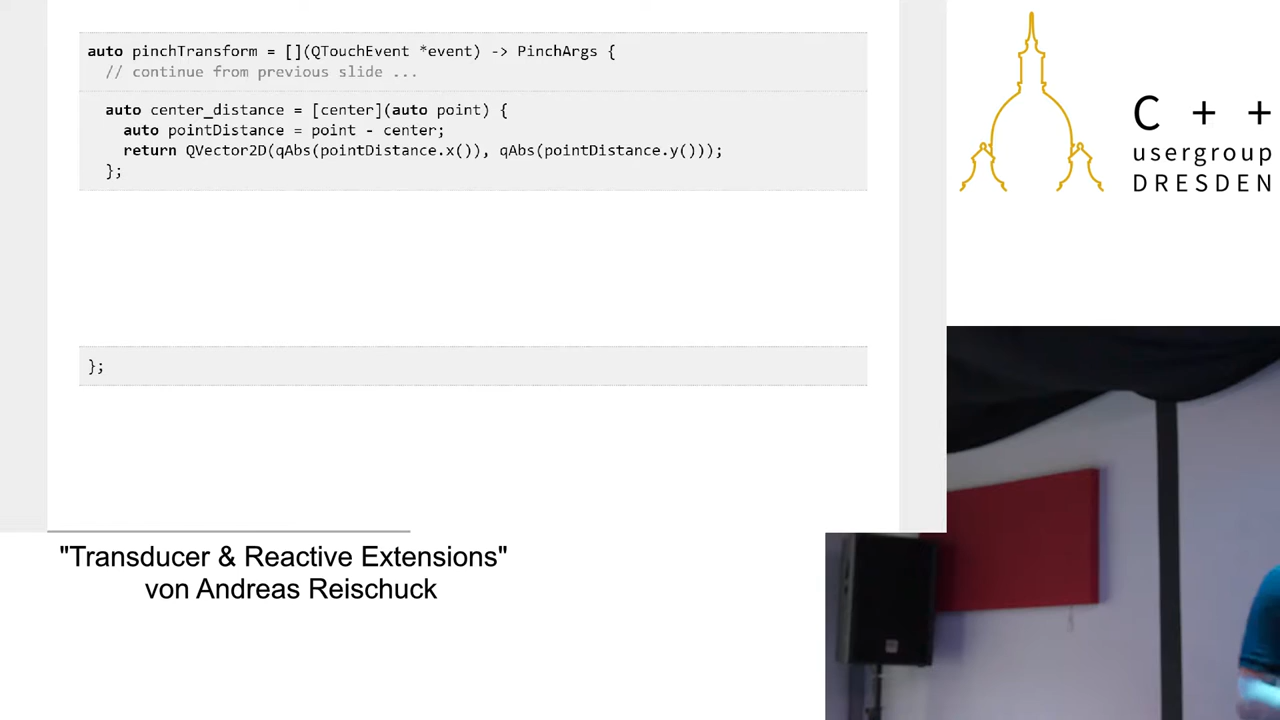 auto pinchTransform = [](QTouchEvent *event) -> PinchArgs {
// continue from previous slide ...
auto center_distance = [center](auto point) {
auto pointDistance = point - center;
return QVector2D(qAbs(pointDistance.x()), qAbs(pointDistance.y()));
};
};
C + +
usergroup
DRESDEN
"Transducer & Reactive Extensions"
von Andreas Reischuck